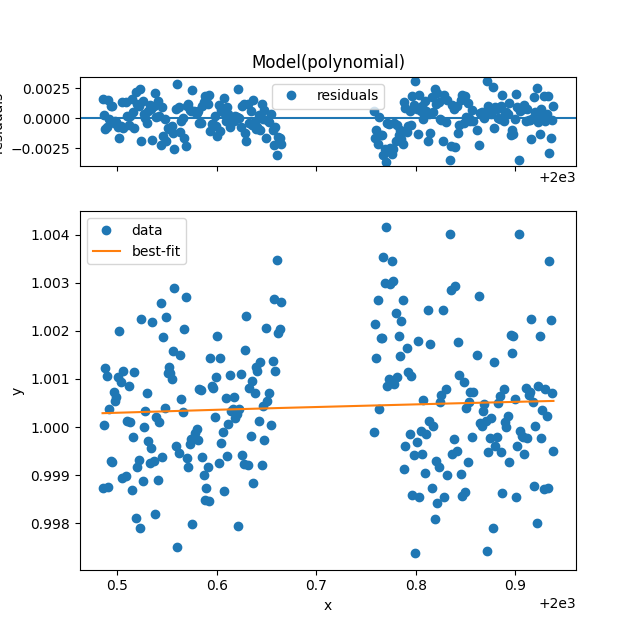 Model(polynomial)
residuals
0.0025
0.0000
−0.0025
residuals
+2e3
1.004
1.003
1.002
1.001
1.000
0.999
0.998
y
data
best-fit
0.5
0.6
0.7
0.8
0.9
x
+2e3